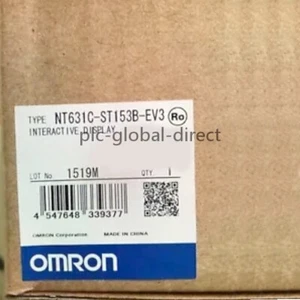 TYPE NT631C-ST153B-EV3 Ro
INTERACTIVE DISPLAY
plc-global-direct
LOT No 1519M QTY 1
4 547648 339377
OMRON Corporation MADE IN CHINA
OMRON